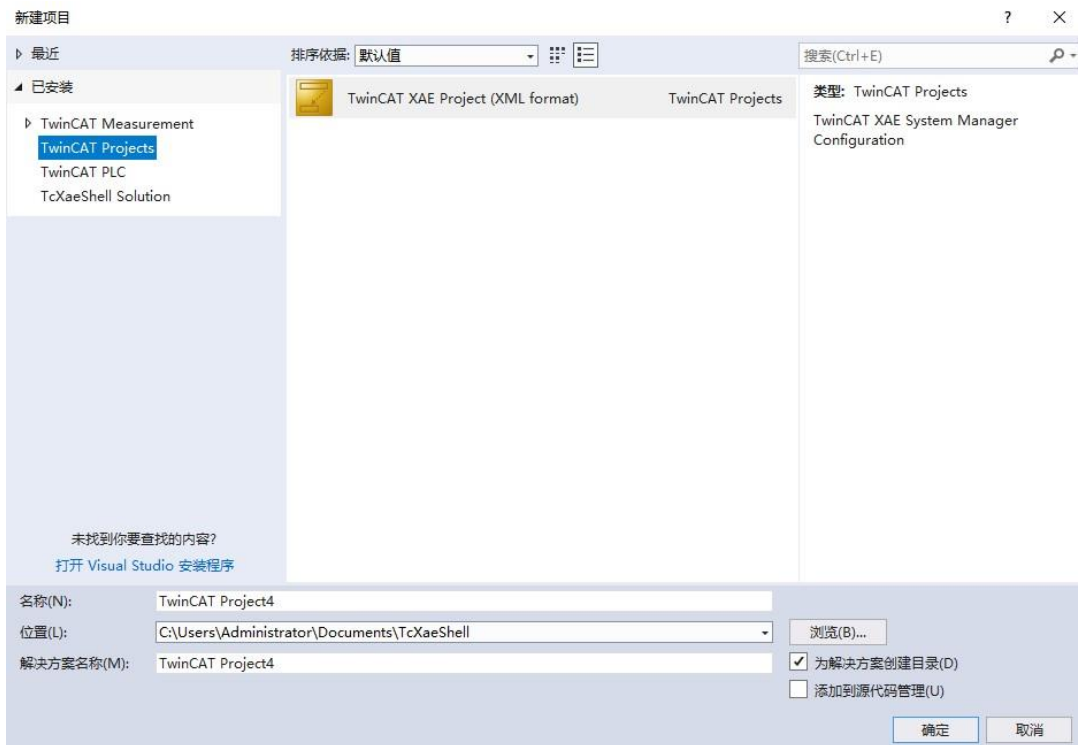 新建项目
?
最近
排序依据: 默认值
搜索(Ctrl+E)
已安装
TwinCAT Measurement
TwinCAT Projects
TwinCAT PLC
TcXaeShell Solution
TwinCAT XAE Project (XML format) TwinCAT Projects
类型: TwinCAT Projects
TwinCAT XAE System Manager
Configuration
未找到你要查找的内容?
打开 Visual Studio 安装程序
名称(N): TwinCAT Project4
位置(L): C:\Users\Administrator\Documents\TcXaeShell 浏览(B)...
解决方案名称(M): TwinCAT Project4
为解决方案创建目录(D)
添加到源代码管理(U)
确定 取消